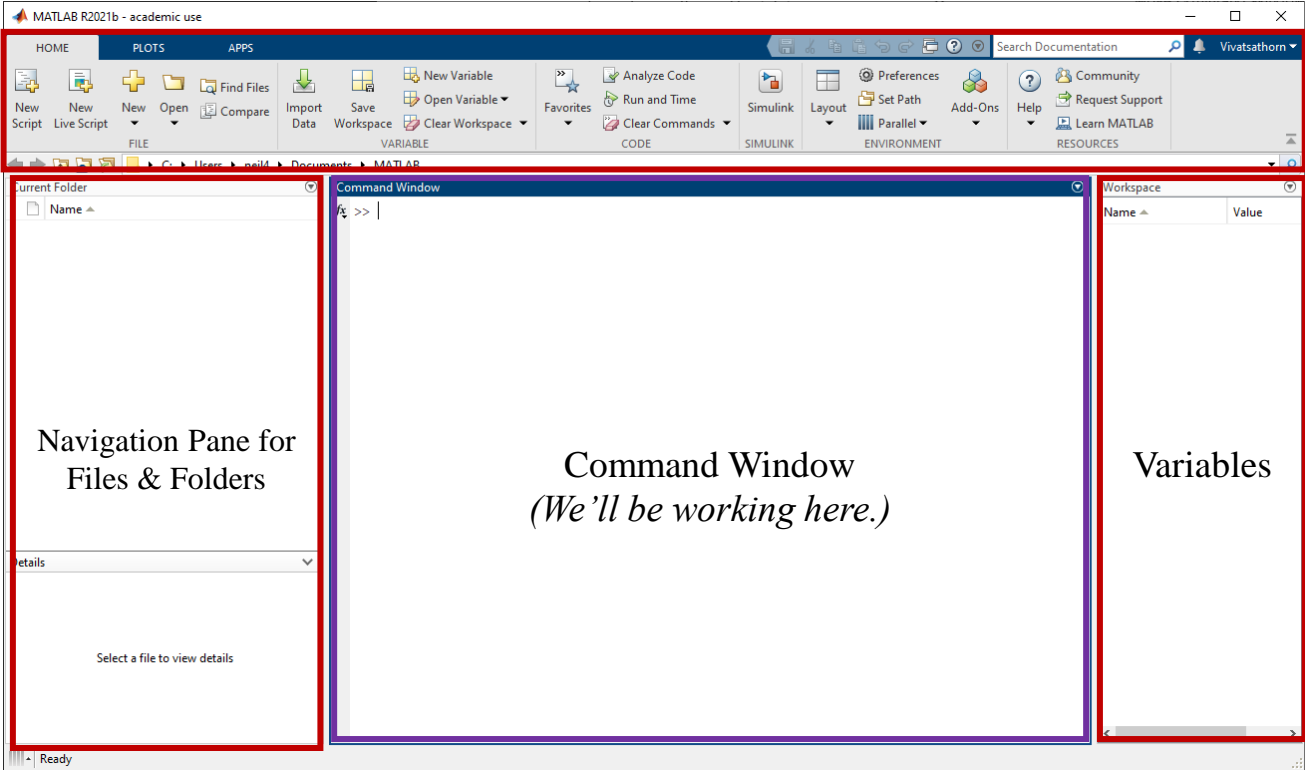 MATLAB R2021b - academic use
HOME PLOTS APPS
Search Documentation
Vivatsathorn
New Script
New Live Script
New
Open
Find Files
Compare
FILE
Import Data
Save Workspace
New Variable
Open Variable
Clear Workspace
VARIABLE
Favorites
Analyze Code
Run and Time
Clear Commands
CODE
Simulink
SIMULINK
Layout
Preferences
Set Path
Parallel
Add-Ons
ENVIRONMENT
Help
Community
Request Support
Learn MATLAB
RESOURCES
C: Users neil4 Documents MATLAB
Current Folder
Name
Navigation Pane for
Files & Folders
Details
Select a file to view details
Command Window
fx >>
Command Window
(We’ll be working here.)
Workspace
Name Value
Variables
Ready